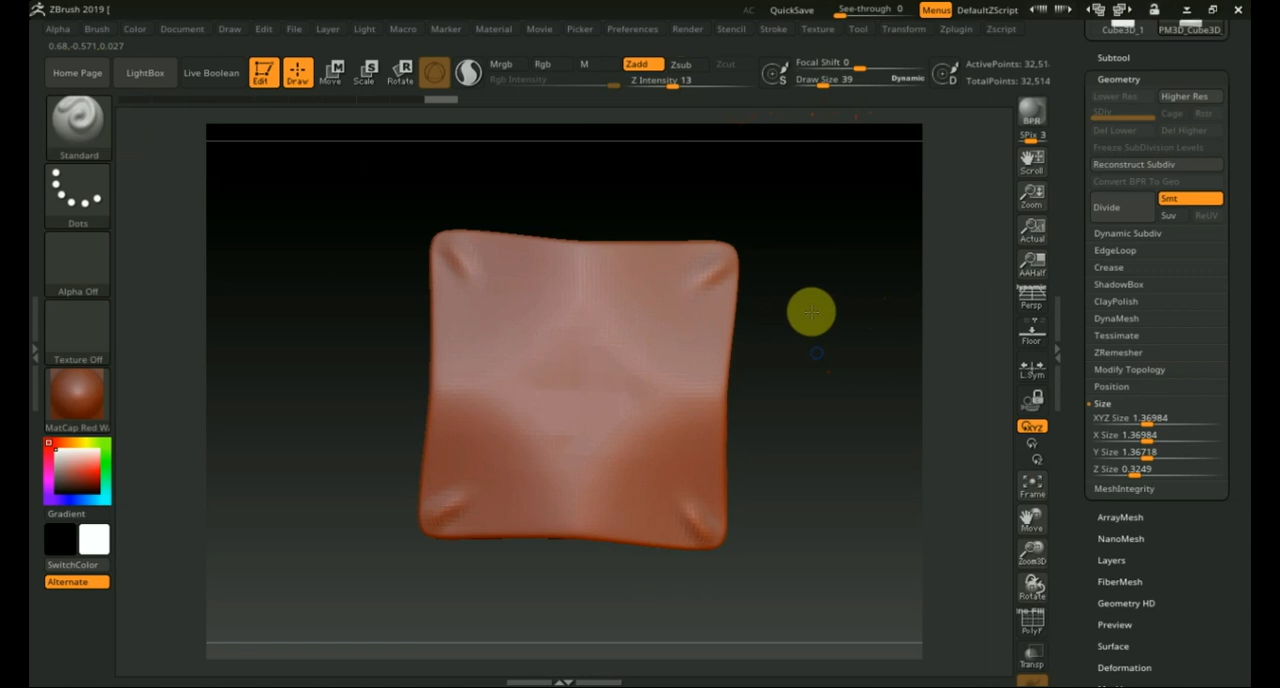 ZBrush 2019 [
AC QuickSave See-through 0 Menus DefaultZScript
Alpha Brush Color Document Draw Edit File Layer Light Macro Marker Material Movie Picker Preferences Render Stencil Stroke Texture Tool Transform Zplugin Zscript
0.68,-0.571,0.027
Home Page LightBox Live Boolean Edit Draw Move Scale Rotate
Mrgb Rgb M Zadd Zsub Zcut
Rgb Intensity Z Intensity 13
Focal Shift 0
Draw Size 39 Dynamic
S D
ActivePoints: 32,51
TotalPoints: 32,514
Standard
Dots
Alpha Off
Texture Off
MatCap Red Wa
Gradient
SwitchColor
Alternate
BPR
SPix 3
Scroll
Zoom
Actual
AAHalf
Dynamic
Persp
Floor
L.Sym
XYZ
Frame
Move
Zoom3D
Rotate
PolyF
Transp
Cube3D_1 PM3D_Cube3D_
Subtool
Geometry
Lower Res Higher Res
SDiv Cage Rstr
Del Lower Del Higher
Freeze SubDivision Levels
Reconstruct Subdiv
Convert BPR To Geo
Divide Smt
Suv ReUV
Dynamic Subdiv
EdgeLoop
Crease
ShadowBox
ClayPolish
DynaMesh
Tessimate
ZRemesher
Modify Topology
Position
Size
XYZ Size 1.36984
X Size 1.36984
Y Size 1.36718
Z Size 0.3249
MeshIntegrity
ArrayMesh
NanoMesh
Layers
FiberMesh
Geometry HD
Preview
Surface
Deformation